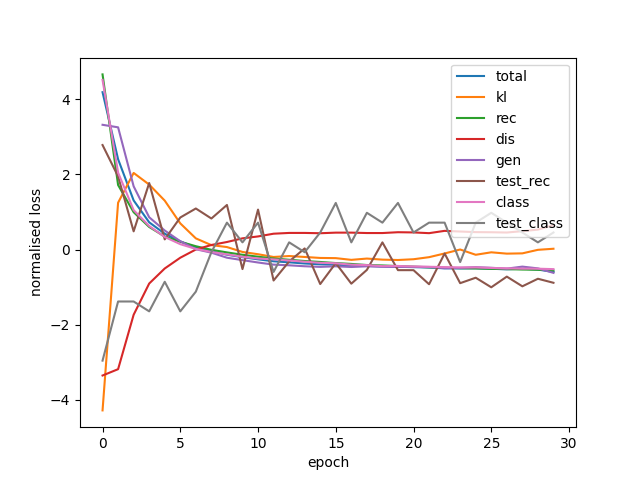 4
2
0
−2
−4
normalised loss
0
5
10
15
20
25
30
epoch
total
kl
rec
dis
gen
test_rec
class
test_class